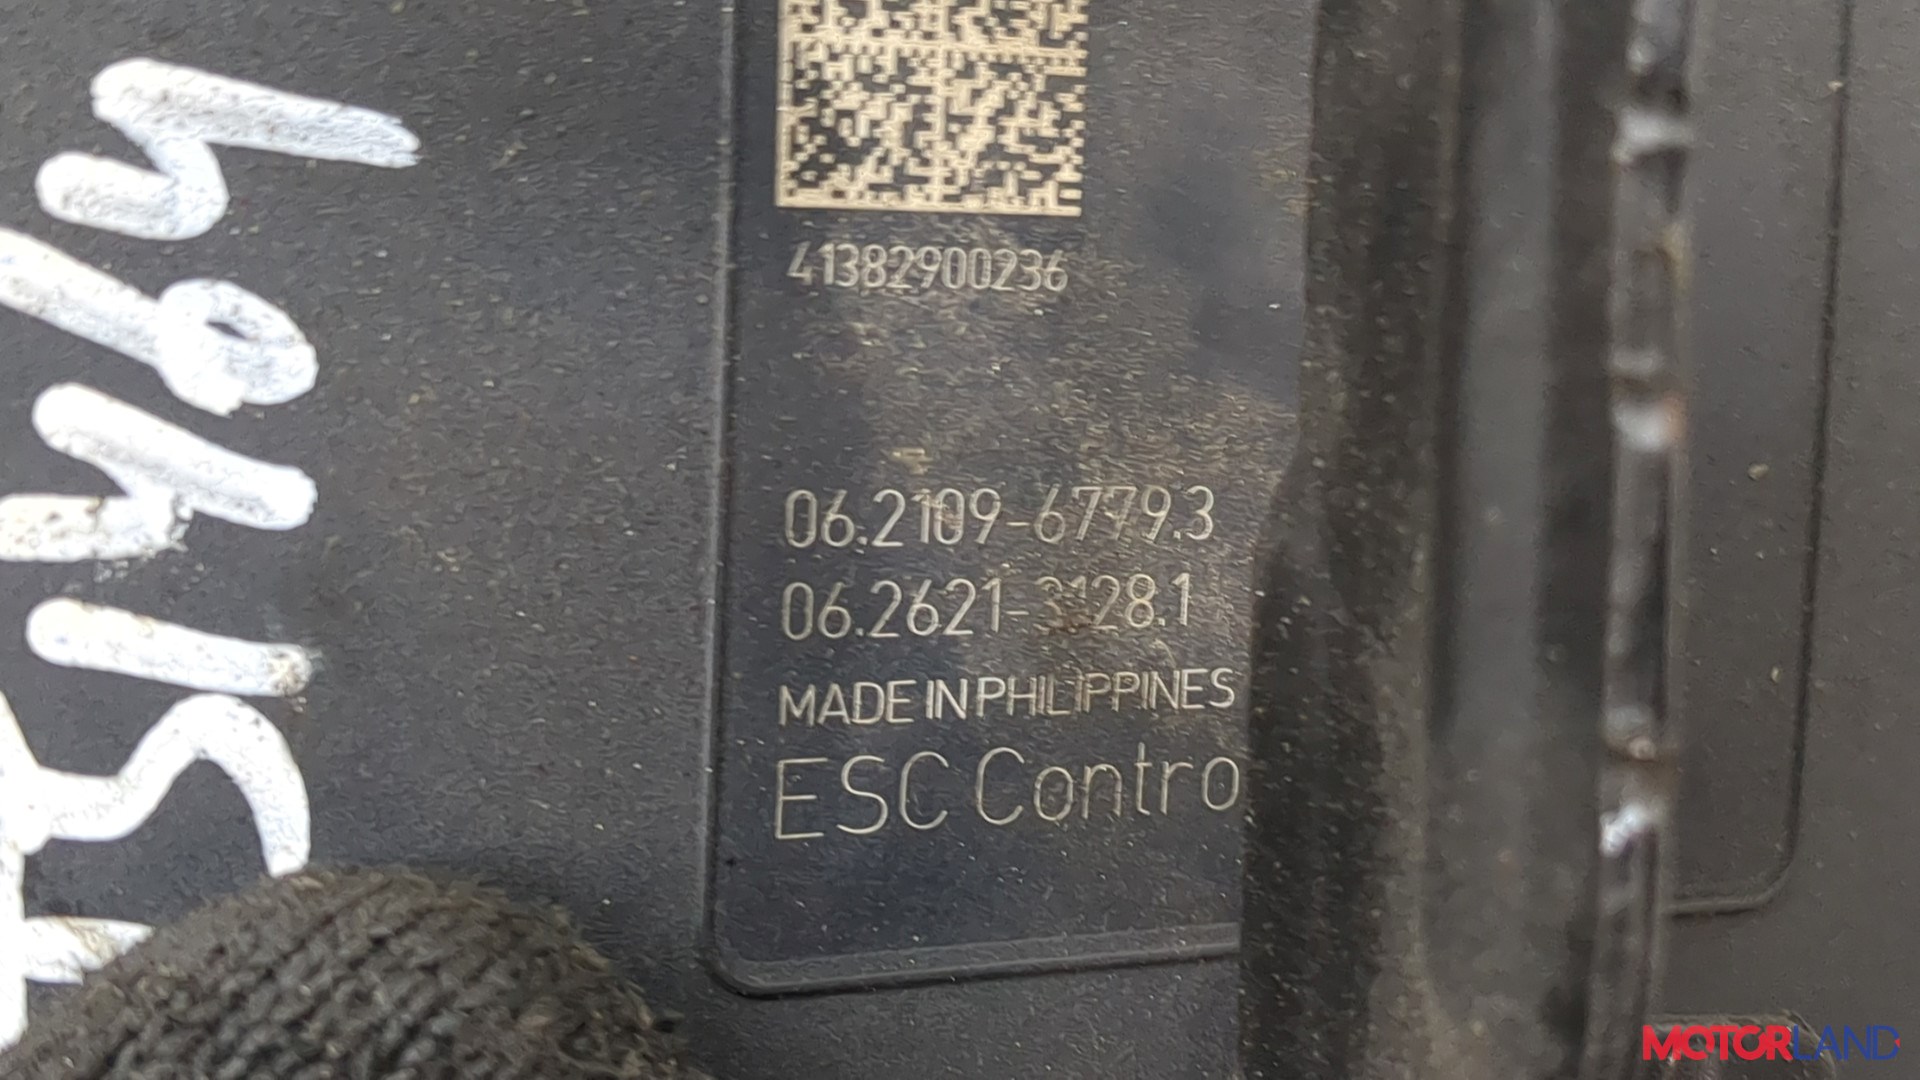 41382900236
06.2109-6779.3
06.2621-3128.1
MADE IN PHILIPPINES
ESC Contro
MOTORLAND